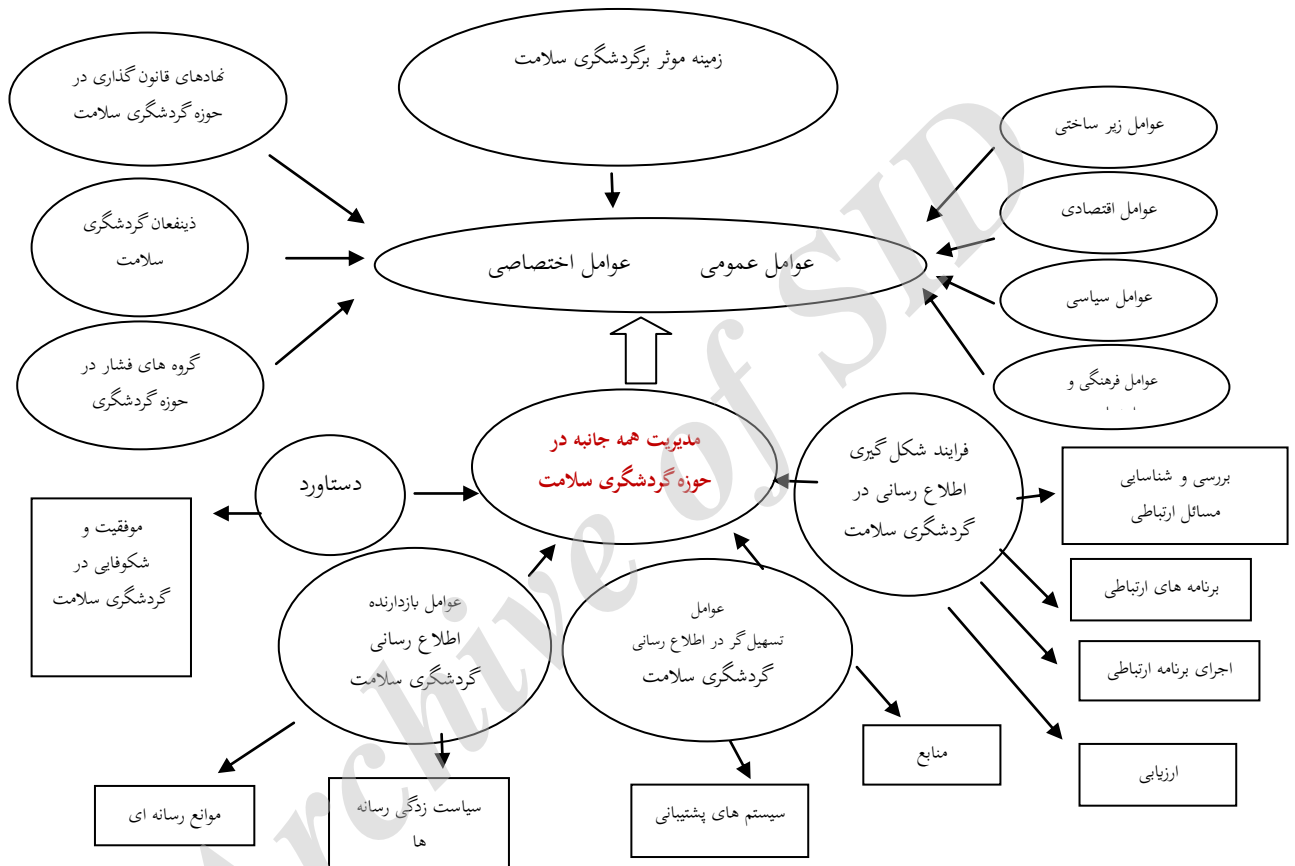 زمینه موثر برگردشگری سلامت
نهادهای قانون گذاری در
حوزه گردشگری سلامت
عوامل زیر ساختی
ذینفعان گردشگری
سلامت
عوامل اقتصادی
عوامل عمومی عوامل اختصاصی
عوامل سیاسی
گروه های فشار در
حوزه گردشگری
عوامل فرهنگی و
مدیریت همه جانبه در
حوزه گردشگری سلامت
فرایند شکل گیری
اطلاع رسانی در
گردشگری سلامت
دستاورد
بررسی و شناسایی
مسائل ارتباطی
موفقیت و
شکوفایی در
گردشگری سلامت
برنامه های ارتباطی
عوامل بازدارنده
اطلاع رسانی
گردشگری سلامت
عوامل
تسهیل گر در اطلاع رسانی
گردشگری سلامت
اجرای برنامه ارتباطی
منابع
ارزیابی
موانع رسانه ای
سیاست زدگی رسانه
ها
سیستم های پشتیبانی
Archive of SID